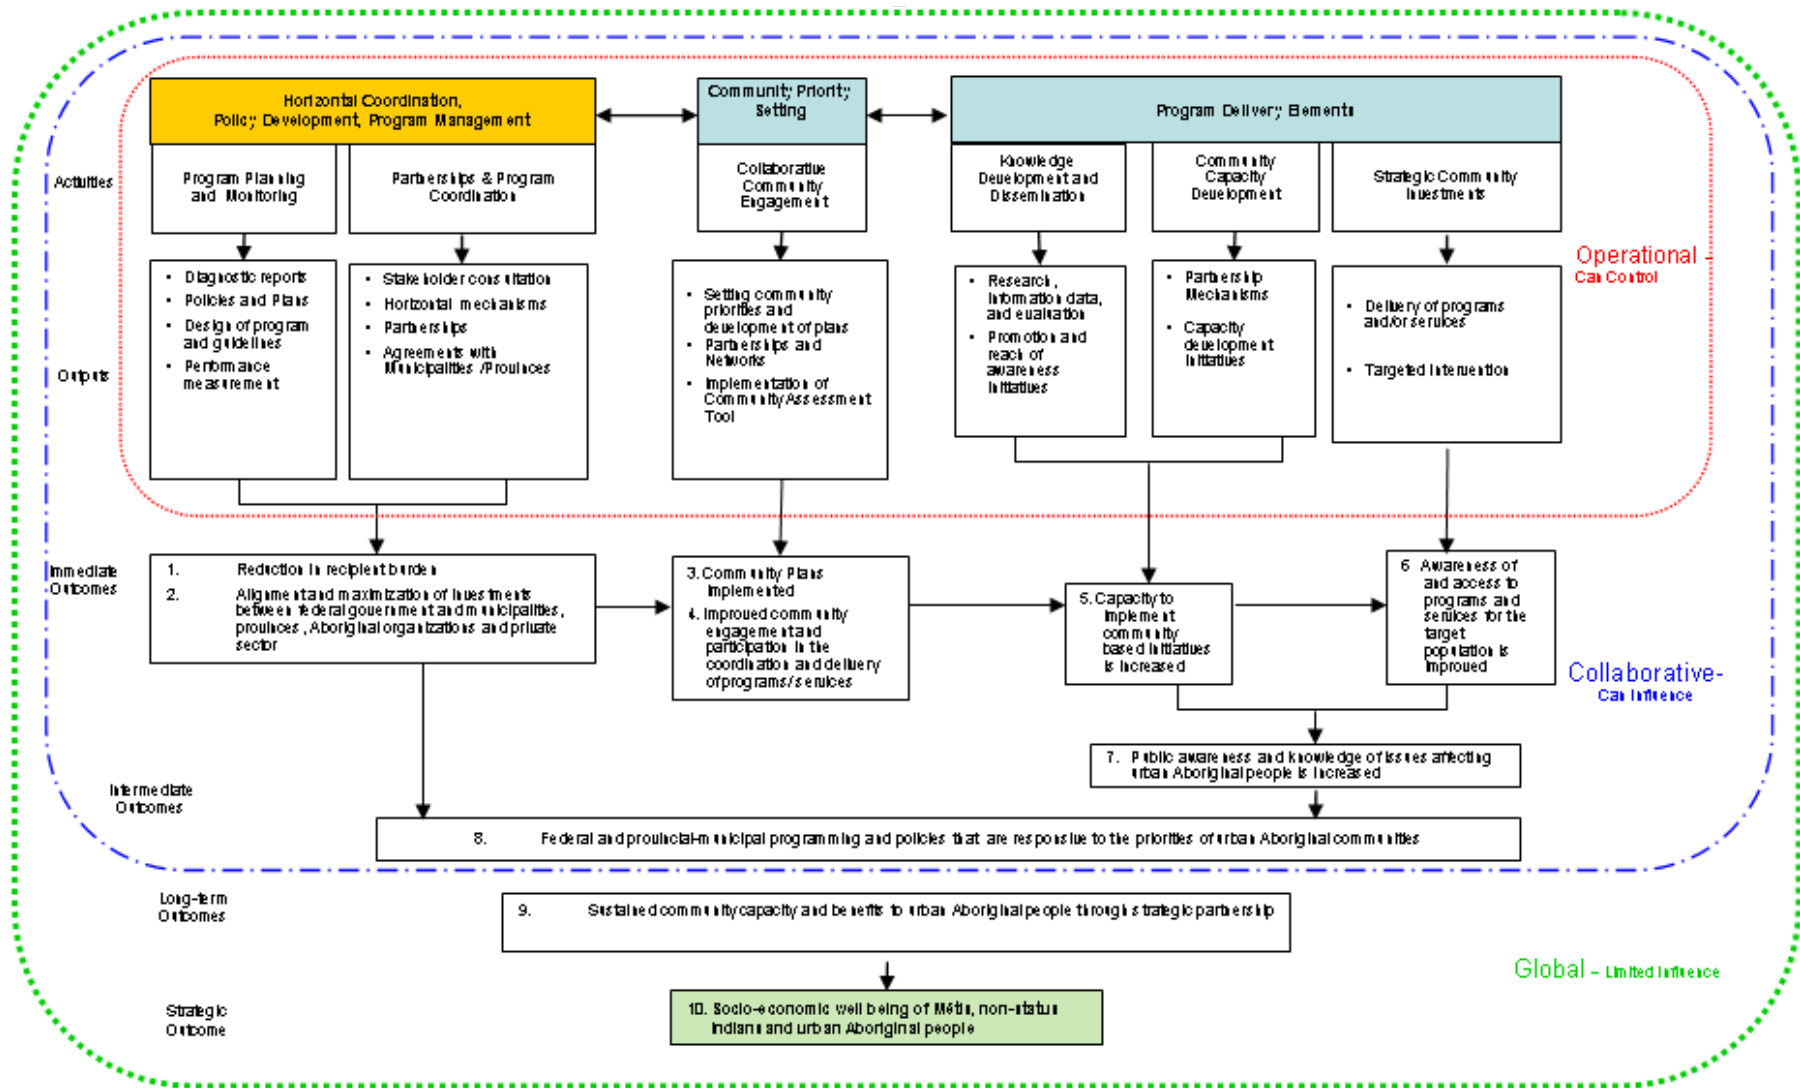 Horizontal Coordination,
Policy Development, Program Management
Community Priority
Setting
Program Delivery Elements
Activities
Program Planning
and Monitoring
Partnerships & Program
Coordination
Collaborative
Community
Engagement
Knowledge
Development and
Dissemination
Community
Capacity
Development
Strategic Community
Investments
Operational -
Can Control
Outputs
• Diagnostic reports
• Policies and Plans
• Design of program
and guidelines
• Performance
measurement
• Stakeholder consultation
• Horizontal mechanisms
• Partnerships
• Agreements with
Municipalities /Provinces
• Setting community
priorities and
development of plans
• Partnerships and
Networks
• Implementation of
Community Assessment
Tool
• Research,
information data,
and evaluation
• Promotion and
reach of
awareness
initiatives
• Partnership
Mechanisms
• Capacity
development
initiatives
• Delivery of programs
and/or services
• Targeted intervention
Immediate
Outcomes
1. Reduction in recipient burden
2. Alignment and maximization of investments
between federal government and municipalities,
provinces, Aboriginal organizations and private
sector
3. Community Plans
Implemented
4. Improved community
engagement and
participation in the
coordination and delivery
of programs/services
5. Capacity to
implement
community
based initiatives
is increased
6 Awareness of
and access to
programs and
services for the
target
population is
improved
Collaborative-
Can Influence
7. Public awareness and knowledge of issues affecting
urban Aboriginal people is increased
Intermediate
Outcomes
8. Federal and provincial-municipal programming and policies that are responsive to the priorities of urban Aboriginal communities
Long-term
Outcomes
9. Sustained community capacity and benefits to urban Aboriginal people through strategic partnership
Global – Limited Influence
Strategic
Outcome
10. Socio-economic well being of Métis, non-status
Indians and urban Aboriginal people